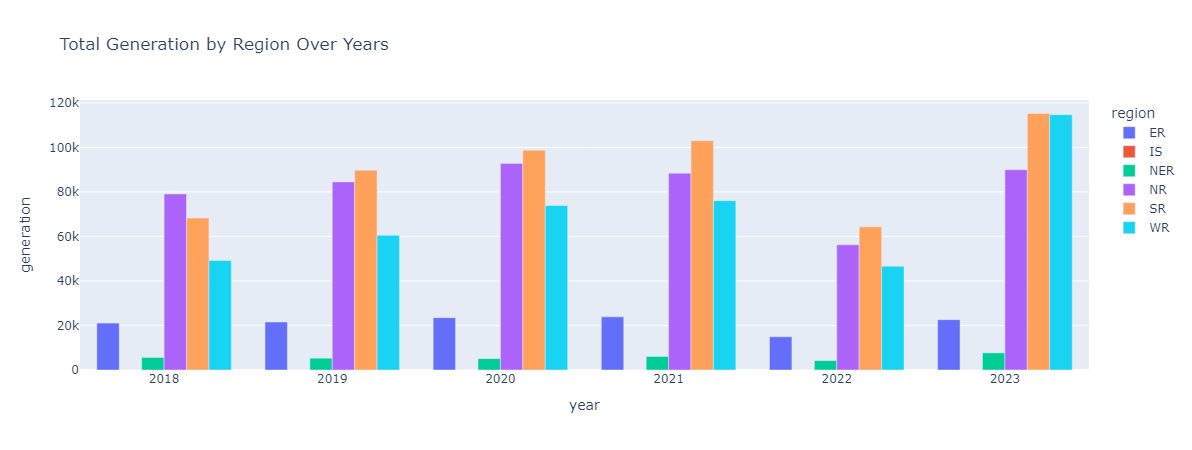 Total Generation by Region Over Years
generation
120k
100k
80k
60k
40k
20k
0
2018 2019 2020 2021 2022 2023
year
region
ER
IS
NER
NR
SR
WR